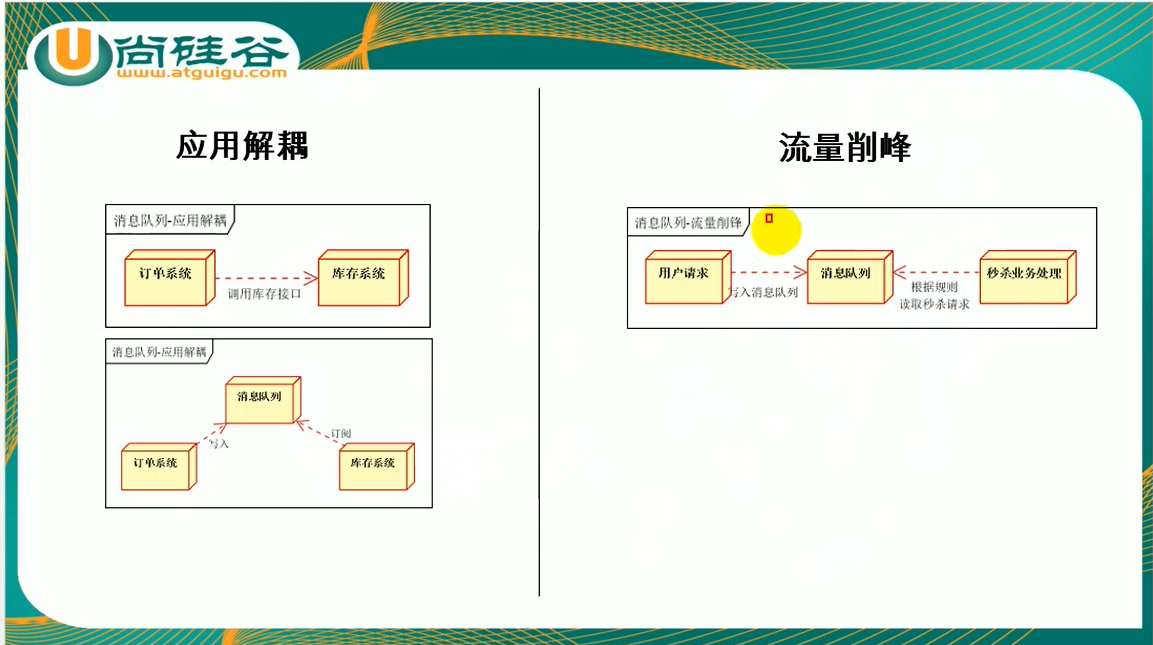 尚硅谷
www.atguigu.com
应用解耦
消息队列-应用解耦
订单系统
库存系统
调用库存接口
消息队列-应用解耦
消息队列
写入
订阅
订单系统
库存系统
流量削峰
消息队列-流量削锋
用户请求
消息队列
秒杀业务处理
写入消息队列
根据规则
读取秒杀请求